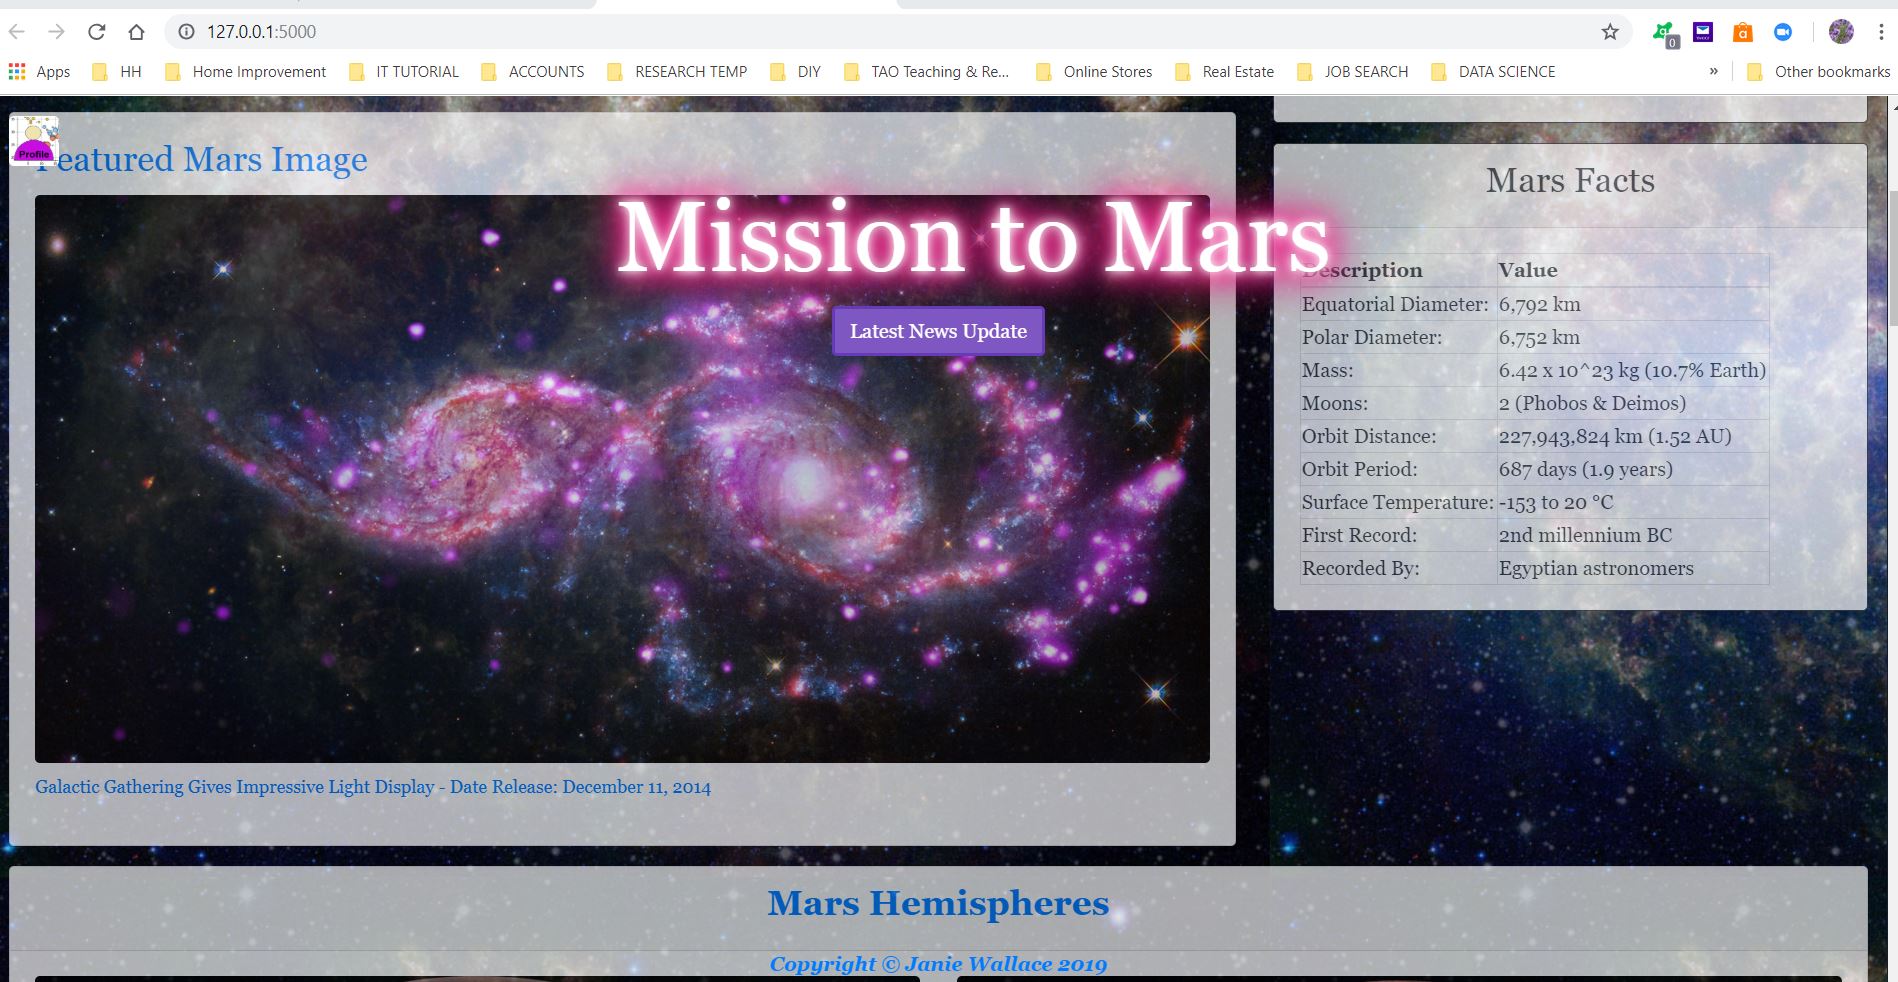 127.0.0.1:5000
0
Apps HH Home Improvement IT TUTORIAL ACCOUNTS RESEARCH TEMP DIY TAO Teaching & Re... Online Stores Real Estate JOB SEARCH DATA SCIENCE » Other bookmarks
Profile
Featured Mars Image
Mission to Mars
Latest News Update
Galactic Gathering Gives Impressive Light Display - Date Release: December 11, 2014
Mars Facts
Description Value
Equatorial Diameter: 6,792 km
Polar Diameter: 6,752 km
Mass: 6.42 x 10^23 kg (10.7% Earth)
Moons: 2 (Phobos & Deimos)
Orbit Distance: 227,943,824 km (1.52 AU)
Orbit Period: 687 days (1.9 years)
Surface Temperature: -153 to 20 °C
First Record: 2nd millennium BC
Recorded By: Egyptian astronomers
Mars Hemispheres
Copyright © Janie Wallace 2019